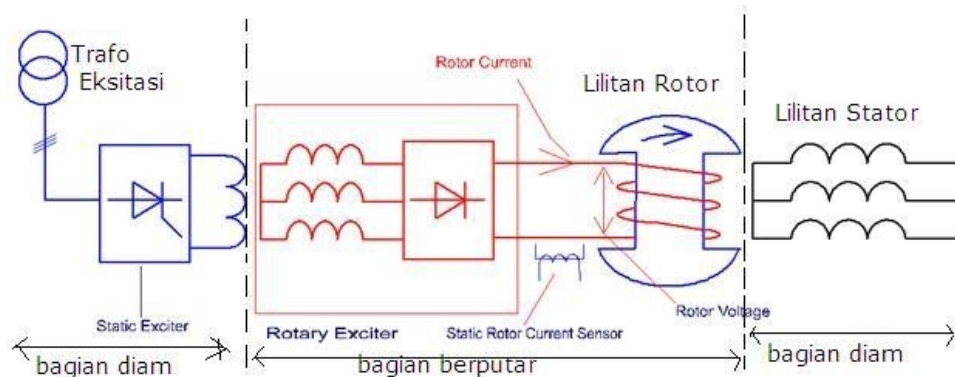 Trafo
Eksitasi
Rotor Current
Lilitan Rotor
Lilitan Stator
Static Exciter
Rotary Exciter
Static Rotor Current Sensor
Rotor Voltage
bagian diam
bagian berputar
bagian diam